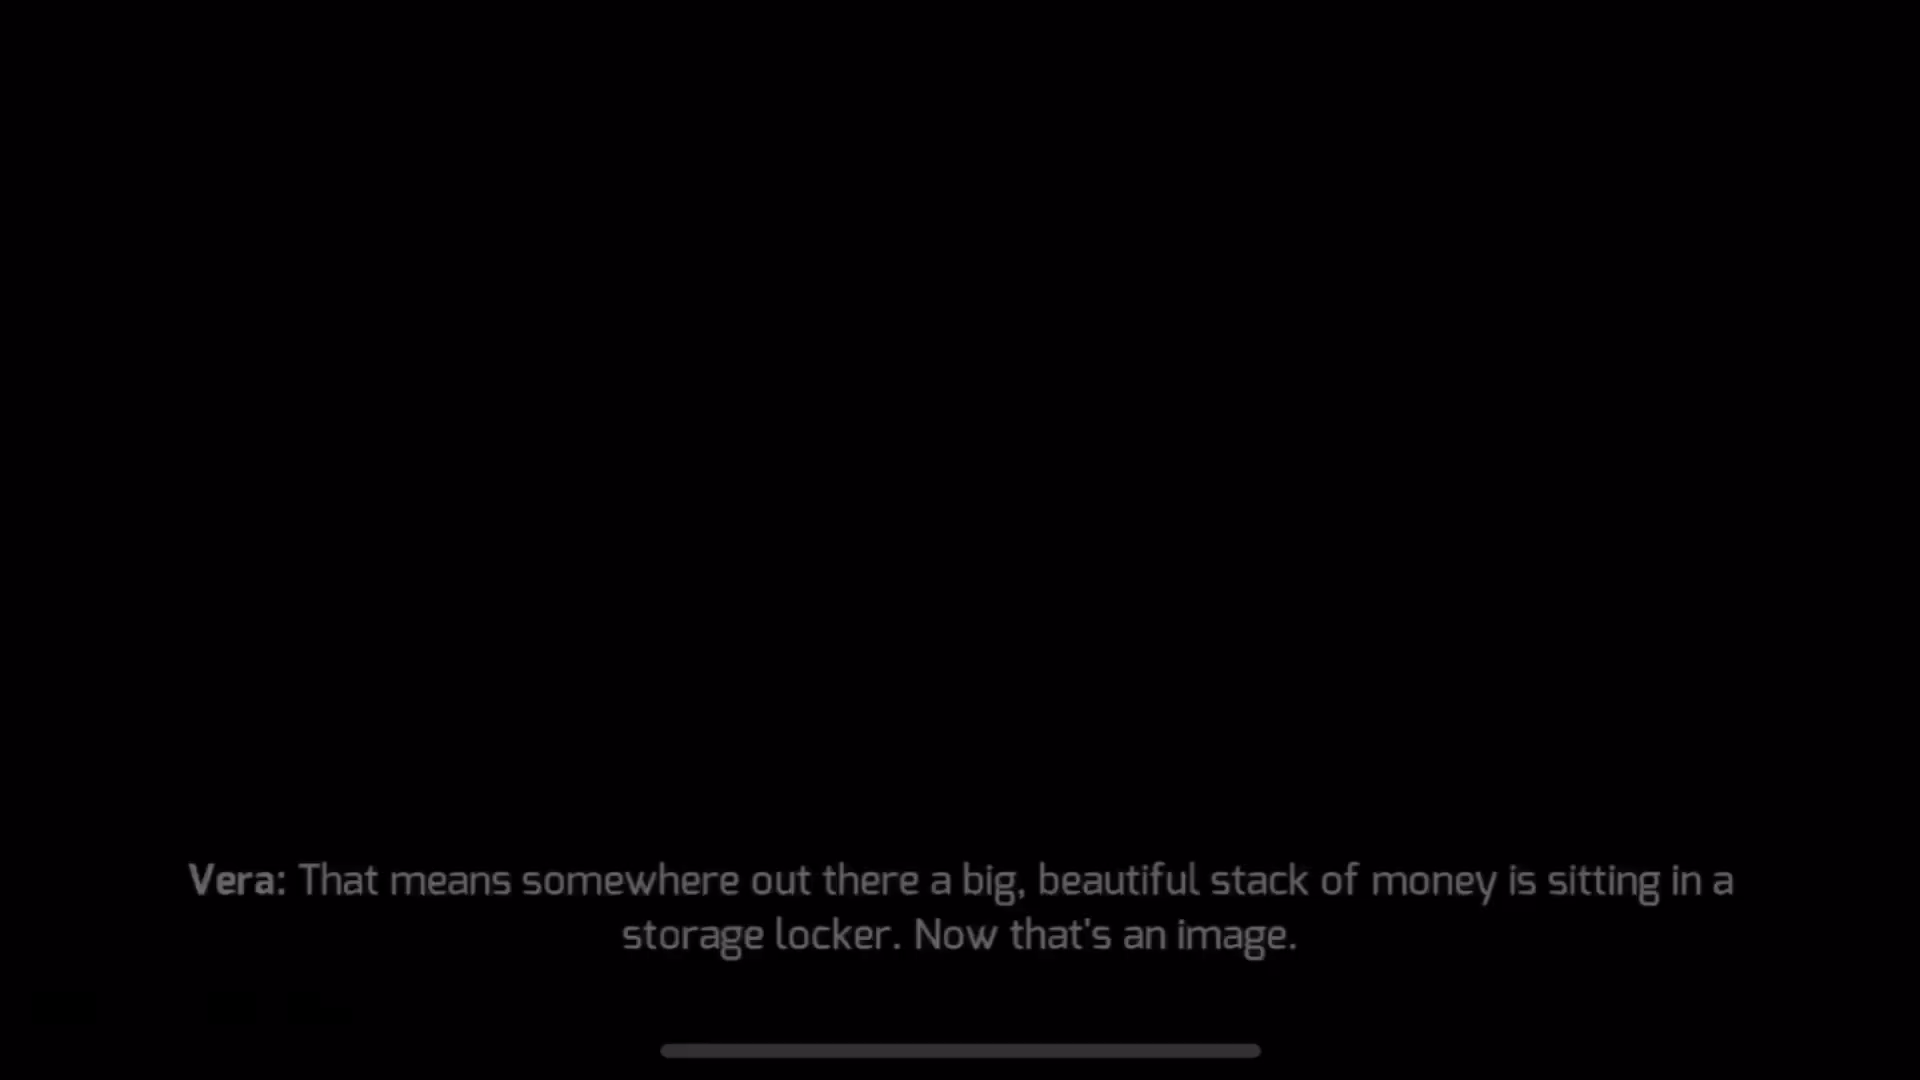 Vera: That means somewhere out there a big, beautiful stack of money is sitting in a
storage locker. Now that's an image.